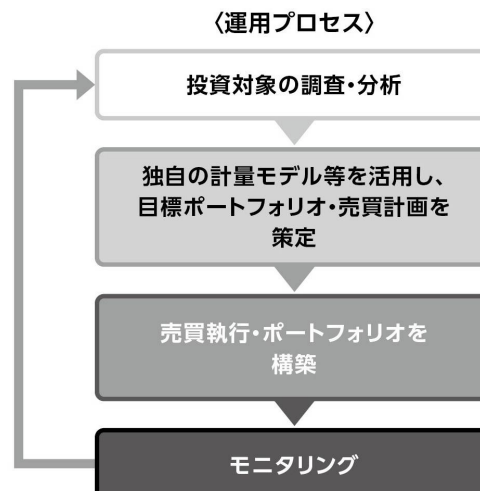 〈運用プロセス〉
投資対象の調査・分析
独自の計量モデル等を活用し、
目標ポートフォリオ・売買計画を
策定
売買執行・ポートフォリオを
構築
モニタリング